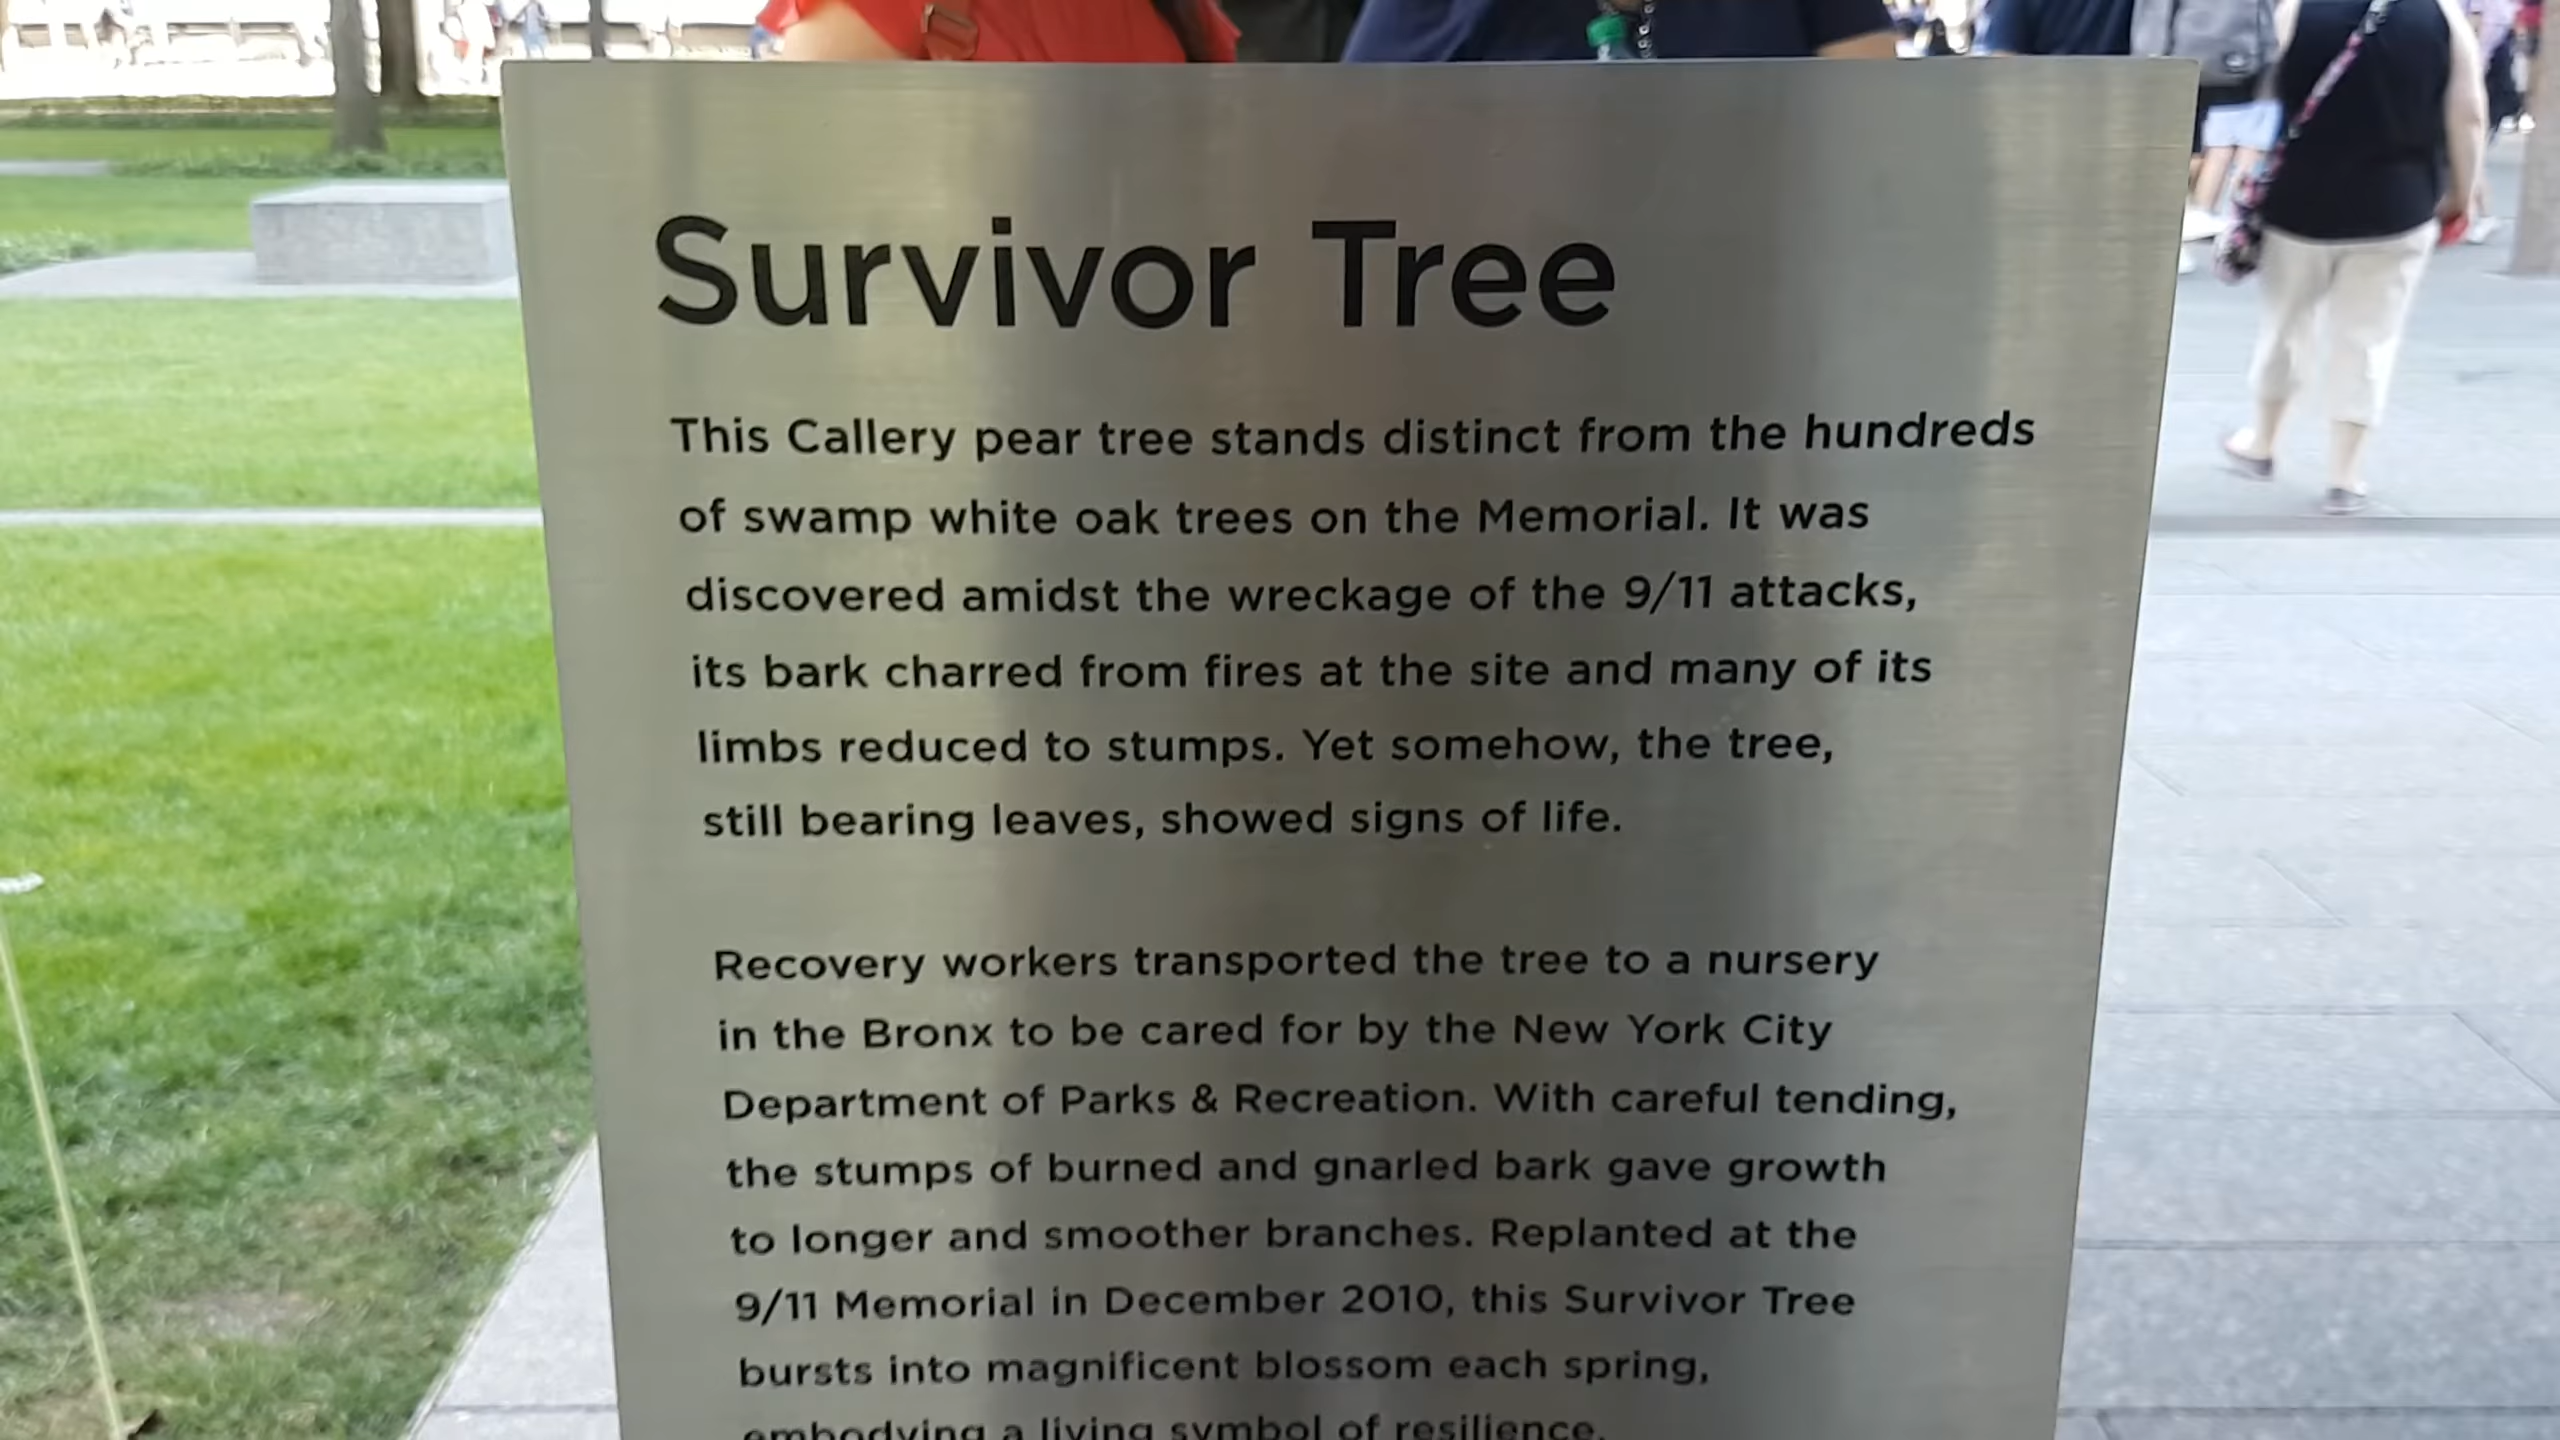 Survivor Tree
This Callery pear tree stands distinct from the hundreds
of swamp white oak trees on the Memorial. It was
discovered amidst the wreckage of the 9/11 attacks,
its bark charred from fires at the site and many of its
limbs reduced to stumps. Yet somehow, the tree,
still bearing leaves, showed signs of life.
Recovery workers transported the tree to a nursery
in the Bronx to be cared for by the New York City
Department of Parks & Recreation. With careful tending,
the stumps of burned and gnarled bark gave growth
to longer and smoother branches. Replanted at the
9/11 Memorial in December 2010, this Survivor Tree
bursts into magnificent blossom each spring,
embodying a living symbol of resilience.